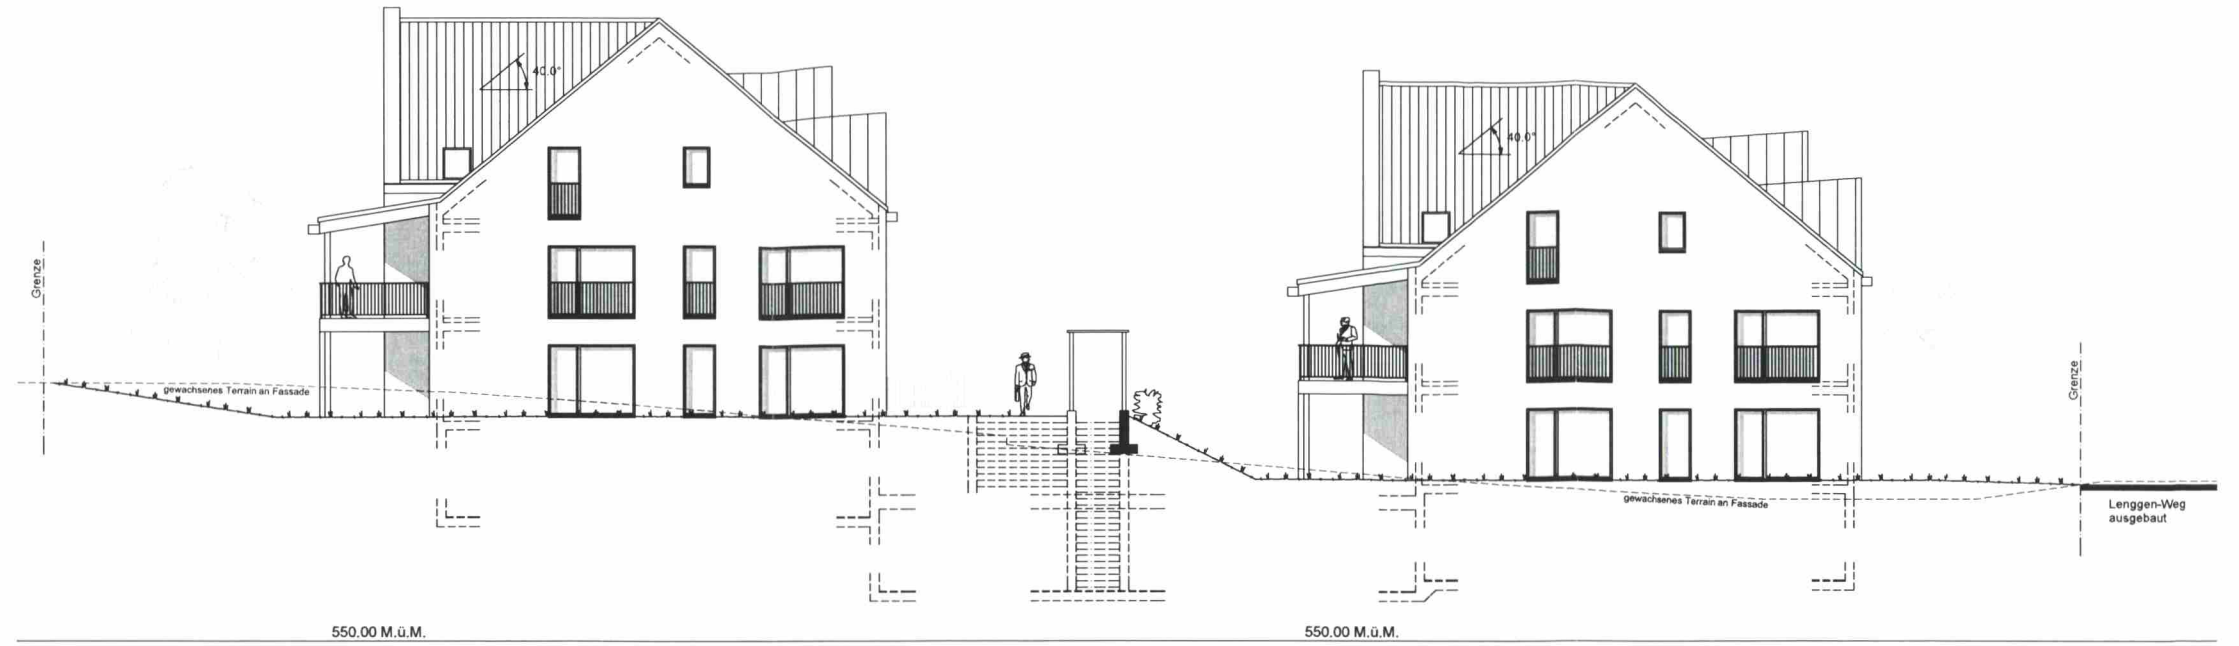 40.0°
40.0°
Grenze
gewachsenes Terrain an Fassade
Grenze
gewachsenes Terrain an Fassade
Lenggen-Weg
ausgebaut
550.00 M.ü.M.
550.00 M.ü.M.